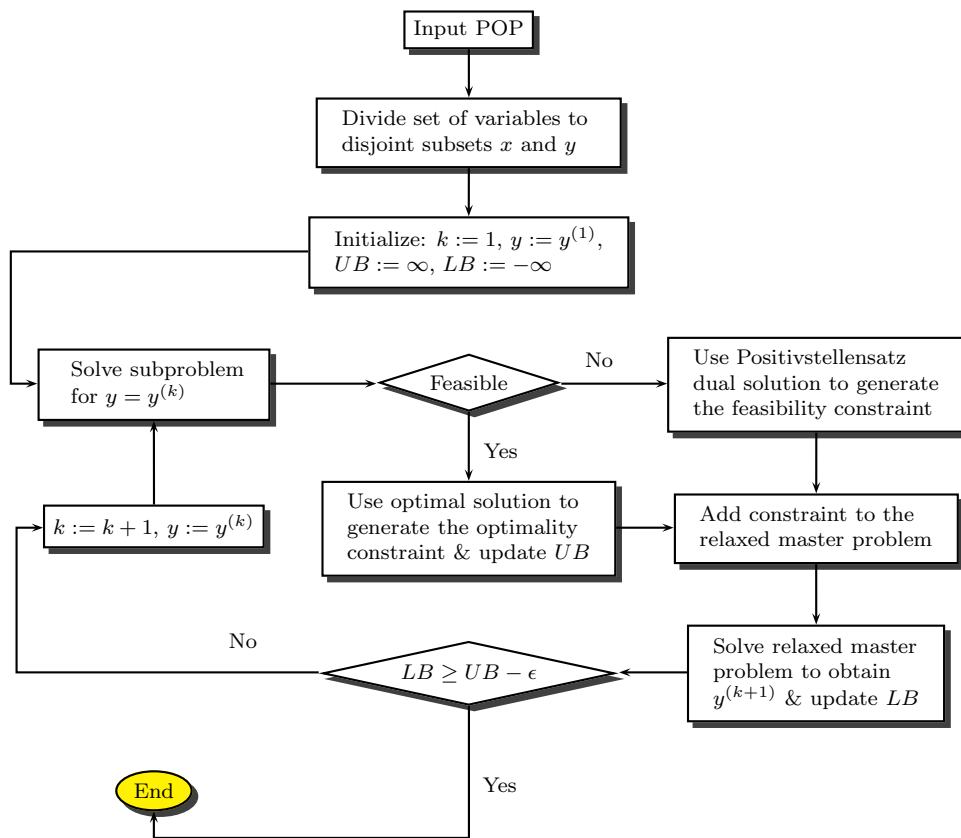 Input POP
Divide set of variables to
disjoint subsets x and y
Initialize: k := 1, y := y^(1),
UB := ∞, LB := −∞
Solve subproblem
for y = y^(k)
Feasible
No
Use Positivstellensatz
dual solution to generate
the feasibility constraint
Yes
k := k + 1, y := y^(k)
Use optimal solution to
generate the optimality
constraint & update UB
Add constraint to the
relaxed master problem
No
LB ≥ UB − ϵ
Solve relaxed master
problem to obtain
y^(k+1) & update LB
Yes
End